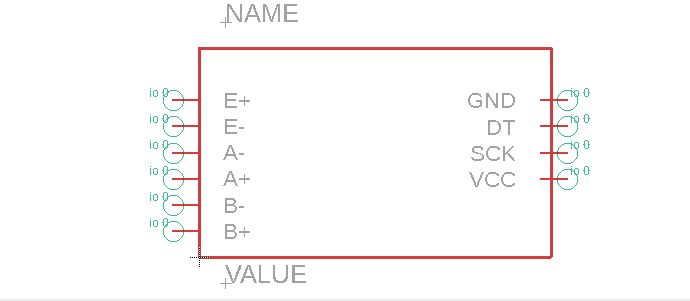 NAME
io 0 E+ GND io 0
io 0 E- DT io 0
io 0 A- SCK io 0
io 0 A+ VCC io 0
io 0 B-
io 0 B+
VALUE